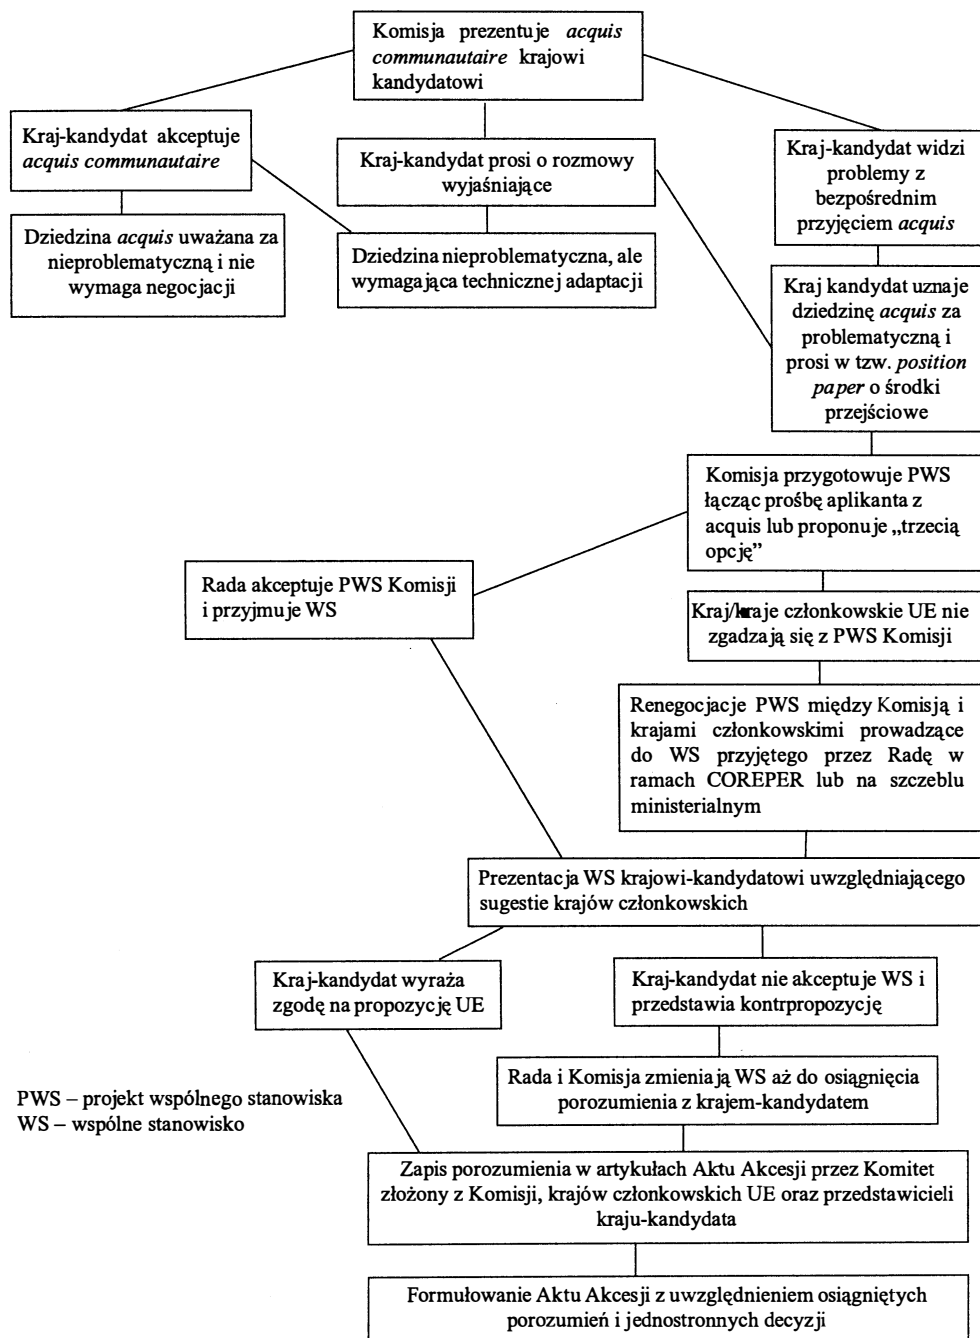 Komisja prezentuje acquis
communautaire krajowi
kandydatowi
Kraj-kandydat akceptuje
acquis communautaire
Kraj-kandydat prosi o rozmowy
wyjaśniające
Kraj-kandydat widzi
problemy z
bezpośrednim
przyjęciem acquis
Dziedzina acquis uważana za
nieproblematyczną i nie
wymaga negocjacji
Dziedzina nieproblematyczna, ale
wymagająca technicznej adaptacji
Kraj kandydat uznaje
dziedzinę acquis za
problematyczną i
prosi w tzw. position
paper o środki
przejściowe
Komisja przygotowuje PWS
łącząc prośbę aplikanta z
acquis lub proponuje „trzecią
opcję”
Rada akceptuje PWS Komisji
i przyjmuje WS
Kraj/kraje członkowskie UE nie
zgadzają się z PWS Komisji
Renegocjacje PWS między Komisją i
krajami członkowskimi prowadzące
do WS przyjętego przez Radę w
ramach COREPER lub na szczeblu
ministerialnym
Prezentacja WS krajowi-kandydatowi uwzględniającego
sugestie krajów członkowskich
Kraj-kandydat wyraża
zgodę na propozycję UE
Kraj-kandydat nie akceptuje WS i
przedstawia kontrpropozycję
Rada i Komisja zmieniają WS aż do osiągnięcia
porozumienia z krajem-kandydatem
PWS – projekt wspólnego stanowiska
WS – wspólne stanowisko
Zapis porozumienia w artykułach Aktu Akcesji przez Komitet
złożony z Komisji, krajów członkowskich UE oraz przedstawicieli
kraju-kandydata
Formułowanie Aktu Akcesji z uwzględnieniem osiągniętych
porozumień i jednostronnych decyzji